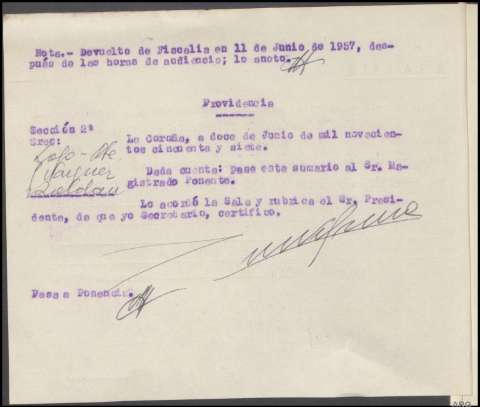 Nota.- Devuelto de Fiscalia en 11 de Junio de 1957, des-
pués de las horas de audiencia; lo anoto.
Providencia
Sección 2ª
Sres:
La Coruña, a doce de Junio de mil novecien-
tos cincuenta y siete.
Vazquez
Dada cuenta: pase este sumario al Sr. Ma-
gistrado Ponente.
Lo acordó la Sala y rubrica el Sr. Presi-
dente, de que yo Secretario, certifico.
Pasa a Ponencia.